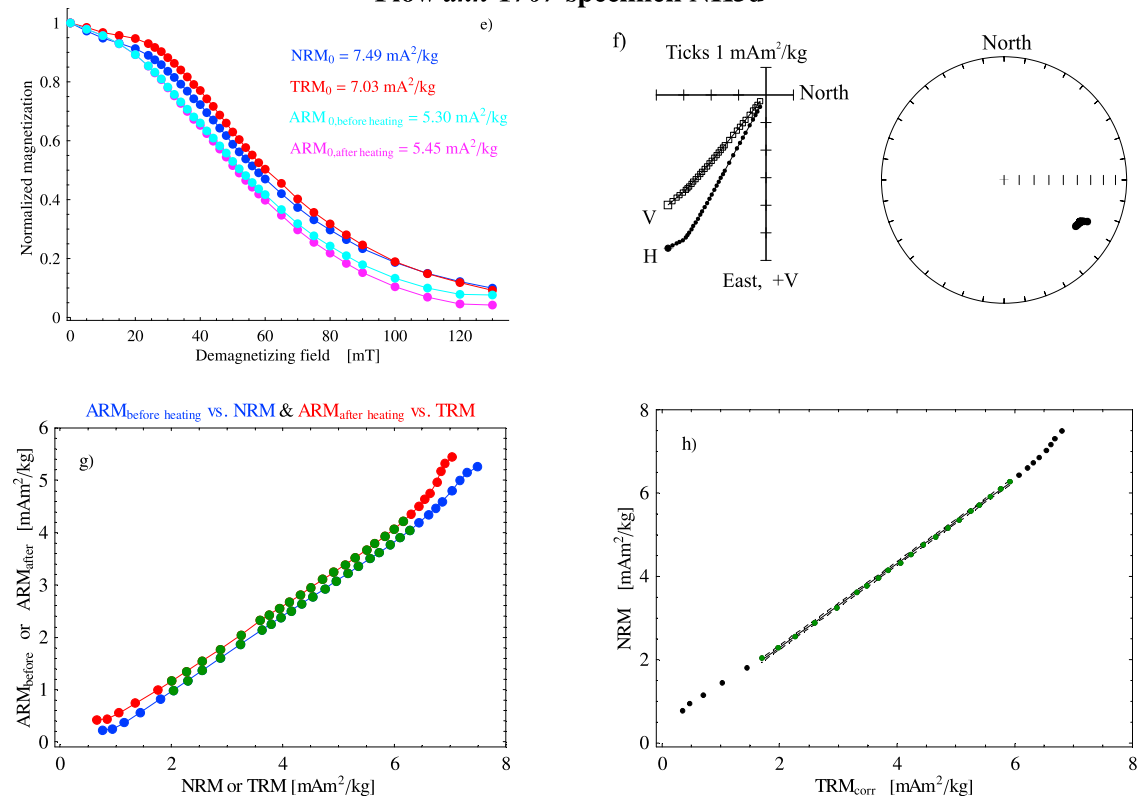 e)
NRM₀ = 7.49 mA²/kg
TRM₀ = 7.03 mA²/kg
ARM₀,before heating = 5.30 mA²/kg
ARM₀,after heating = 5.45 mA²/kg
Normalized magnetization
1
0.8
0.6
0.4
0.2
0
0 20 40 60 80 100 120
Demagnetizing field [mT]
f)
Ticks 1 mAm²/kg
North
V
H
East, +V
North
ARMbefore heating vs. NRM & ARMafter heating vs. TRM
g)
ARMbefore or ARMafter [mAm²/kg]
6
5
4
3
2
1
0
0 2 4 6 8
NRM or TRM [mAm²/kg]
h)
NRM [mAm²/kg]
8
6
4
2
0
0 2 4 6 8
TRMcorr [mAm²/kg]